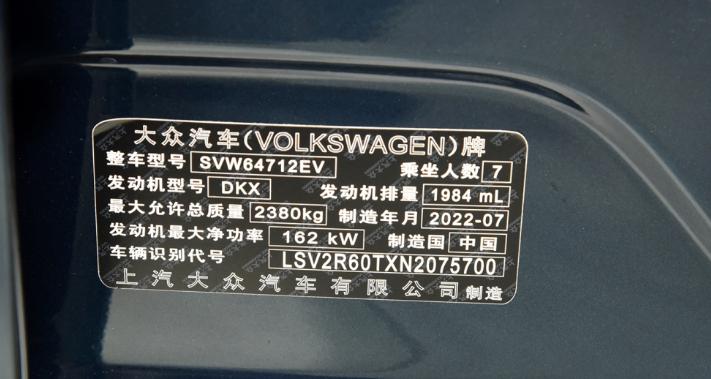 大众汽车(VOLKSWAGEN)牌
整车型号 SVW64712EV 乘坐人数 7
发动机型号 DKX 发动机排量 1984 mL
最大允许总质量 2380kg 制造年月 2022-07
发动机最大净功率 162 kW 制造国 中国
车辆识别代号 LSV2R60TXN2075700
上汽大众汽车有限公司制造